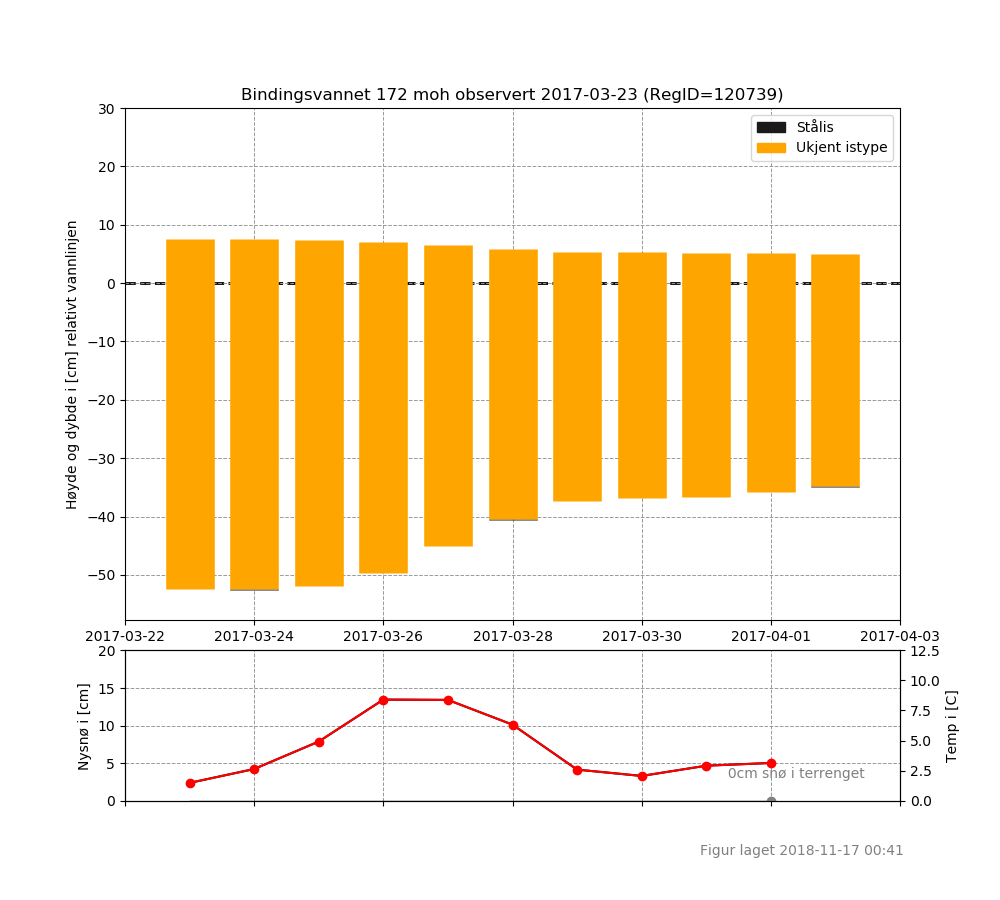 Bindingsvannet 172 moh observert 2017-03-23 (RegID=120739)
Stålis
Ukjent istype
Høyde og dybde i [cm] relativt vannlinjen
30
20
10
0
−10
−20
−30
−40
−50
2017-03-22 2017-03-24 2017-03-26 2017-03-28 2017-03-30 2017-04-01 2017-04-03
Nysnø i [cm]
20
15
10
5
0
12.5
10.0
7.5
5.0
2.5
0.0
Temp i [C]
0cm snø i terrenget
Figur laget 2018-11-17 00:41